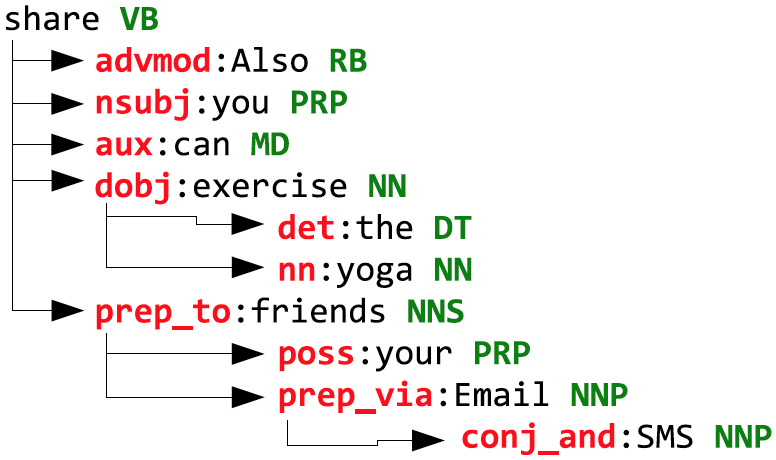 share VB
advmod:Also RB
nsubj:you PRP
aux:can MD
dobj:exercise NN
det:the DT
nn:yoga NN
prep_to:friends NNS
poss:your PRP
prep_via:Email NNP
conj_and:SMS NNP